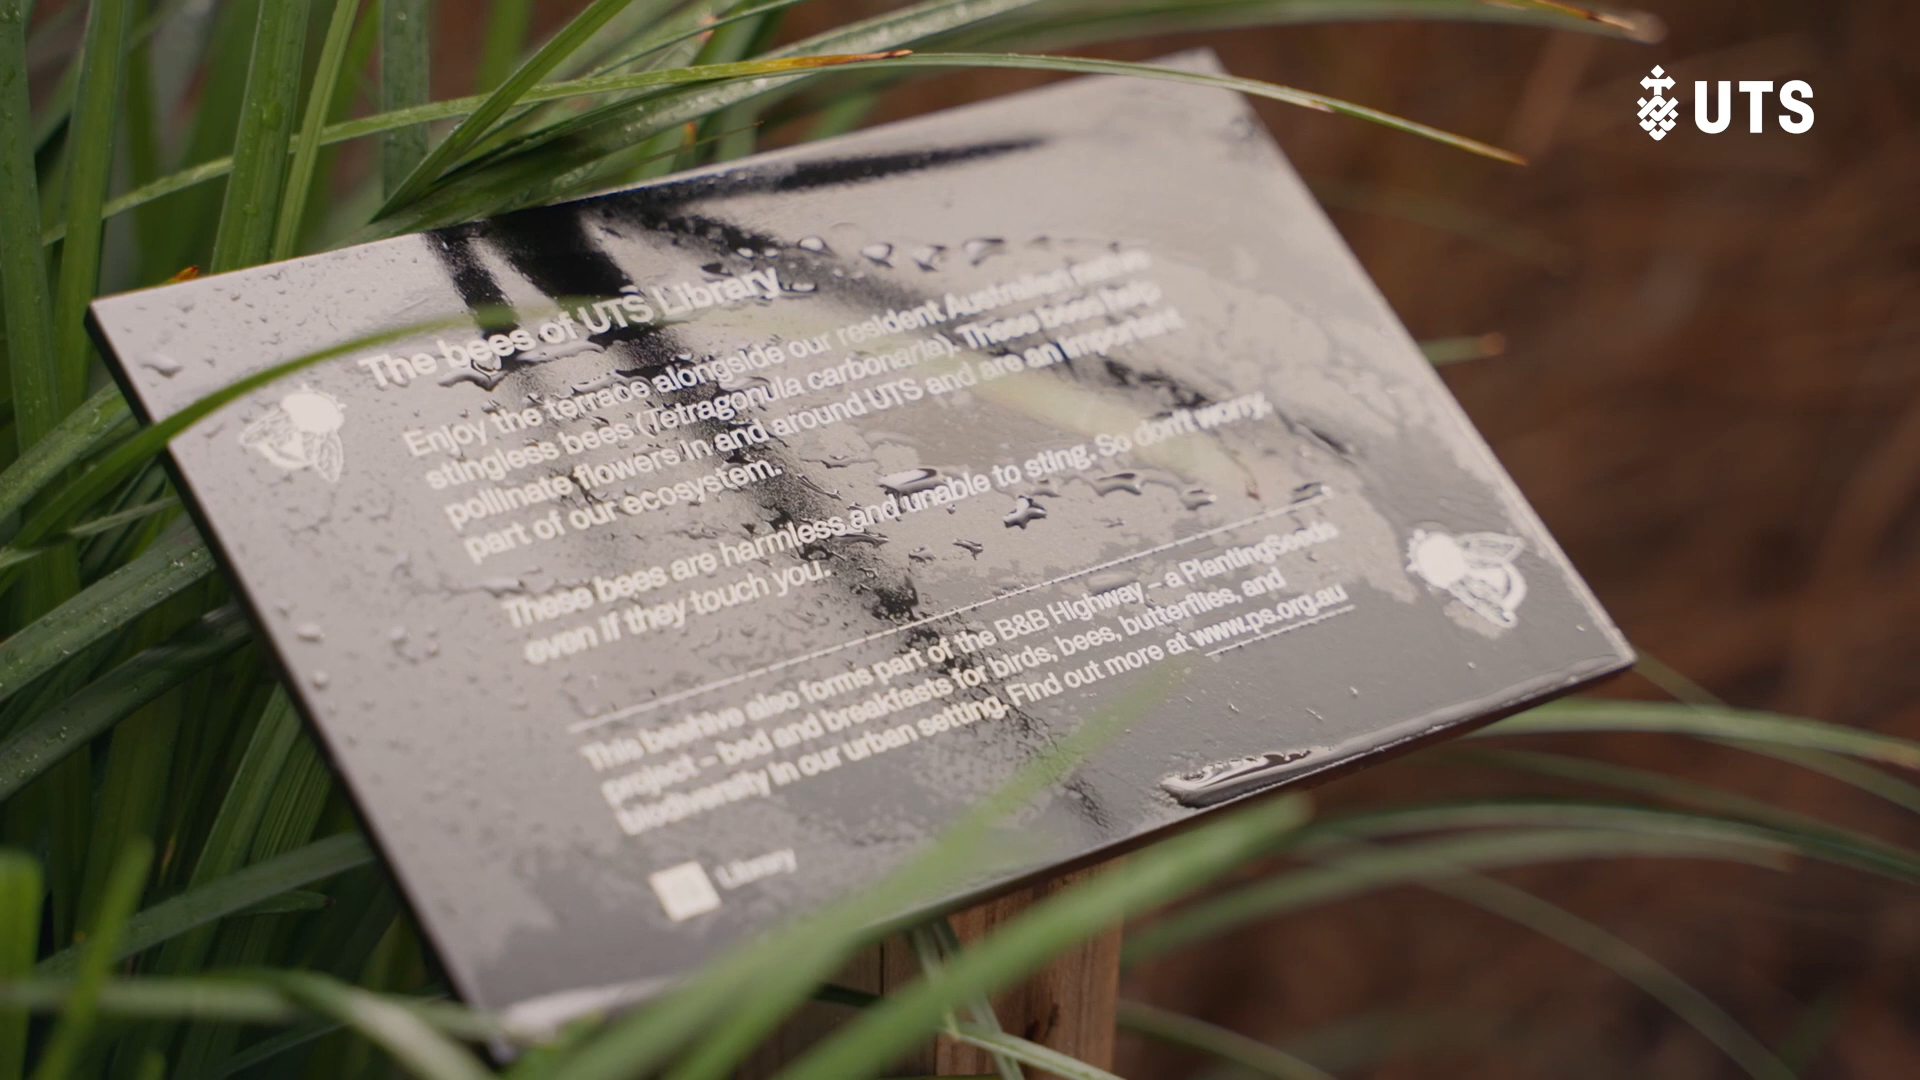 UTS
The bees of UTS Library
Enjoy the terrace alongside our resident Australian native
stingless bees (Tetragonula carbonaria). These bees help
pollinate flowers in and around UTS and are an important
part of our ecosystem.
These bees are harmless and unable to sting. So don't worry,
even if they touch you.
This beehive also forms part of the B&B Highway – a PlantingSeeds
project – bed and breakfasts for birds, bees, butterflies, and
biodiversity in our urban setting. Find out more at www.ps.org.au
Library